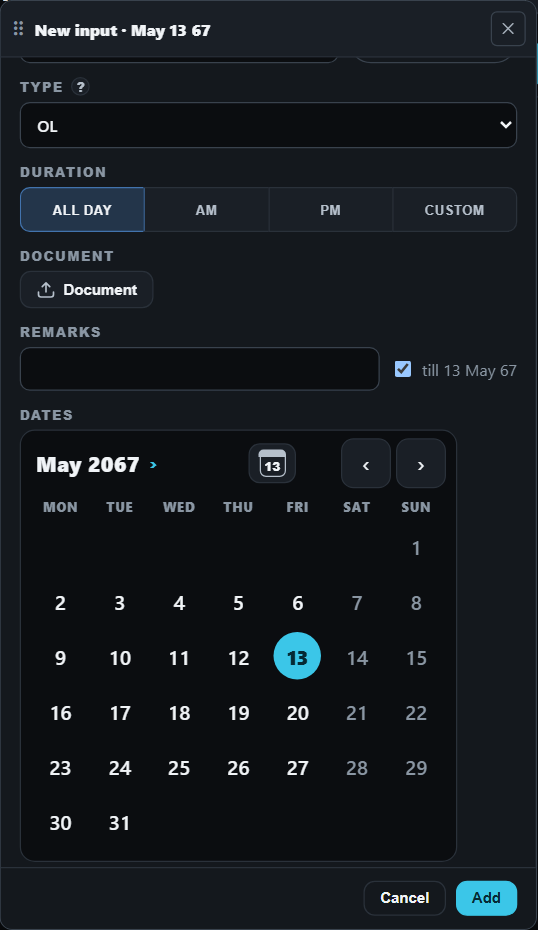 New input · May 13 67
TYPE ?
OL
DURATION
ALL DAY AM PM CUSTOM
DOCUMENT
Document
REMARKS
till 13 May 67
DATES
May 2067 › 13 ‹ ›
MON TUE WED THU FRI SAT SUN
1
2 3 4 5 6 7 8
9 10 11 12 13 14 15
16 17 18 19 20 21 22
23 24 25 26 27 28 29
30 31
Cancel Add